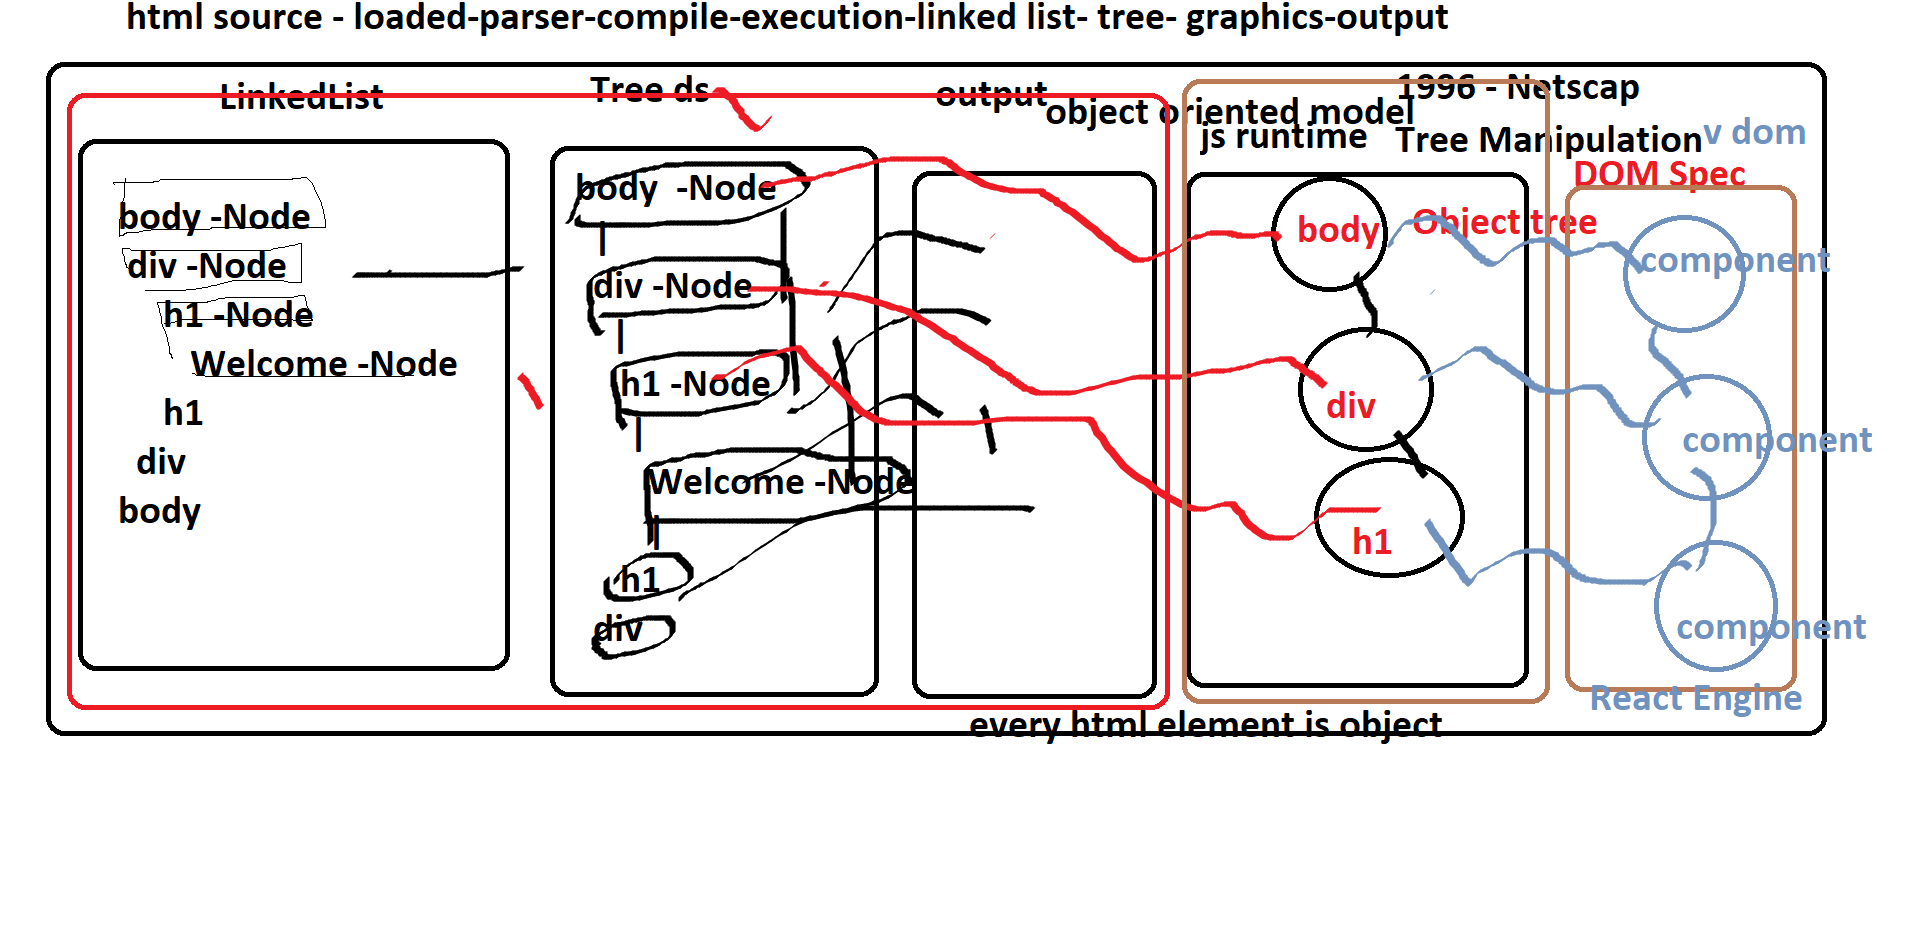 html source - loaded-parser-compile-execution-linked list- tree- graphics-output
LinkedList
body -Node
div -Node
h1 -Node
Welcome -Node
h1
div
body
Tree ds
body -Node
|
div -Node
|
h1 -Node
|
Welcome -Node
|
h1
div
output
object oriented model
js runtime
1996 - Netscap
Tree Manipulation
v dom
DOM Spec
Object tree
body
div
h1
component
component
component
React Engine
every html element is object